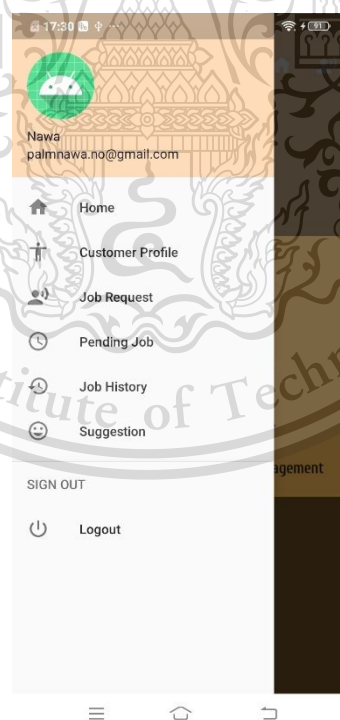 17:30
91
Nawa
palmnawa.no@gmail.com
Home
Customer Profile
Job Request
Pending Job
Job History
Suggestion
agement
SIGN OUT
Logout
titute of Techn